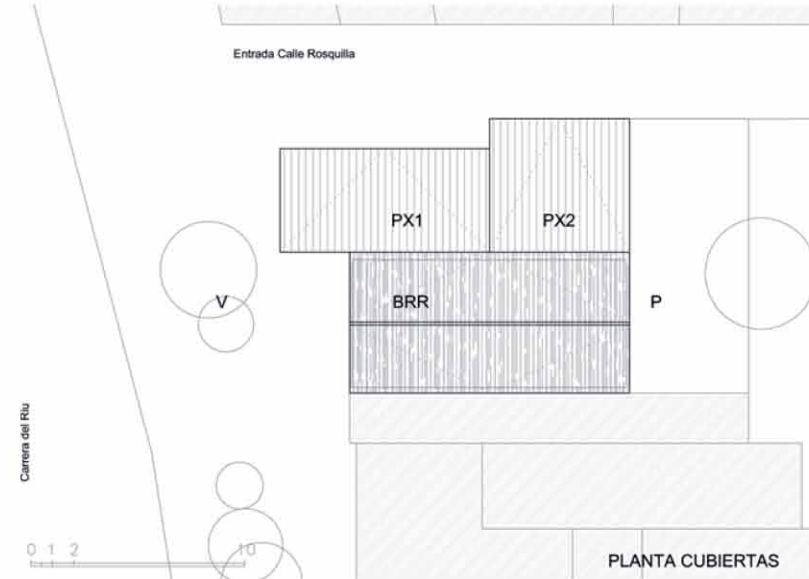 Entrada Calle Rosquilla
PX1
PX2
V
BRR
P
Carrera del Riu
0 1 2 10
PLANTA CUBIERTAS